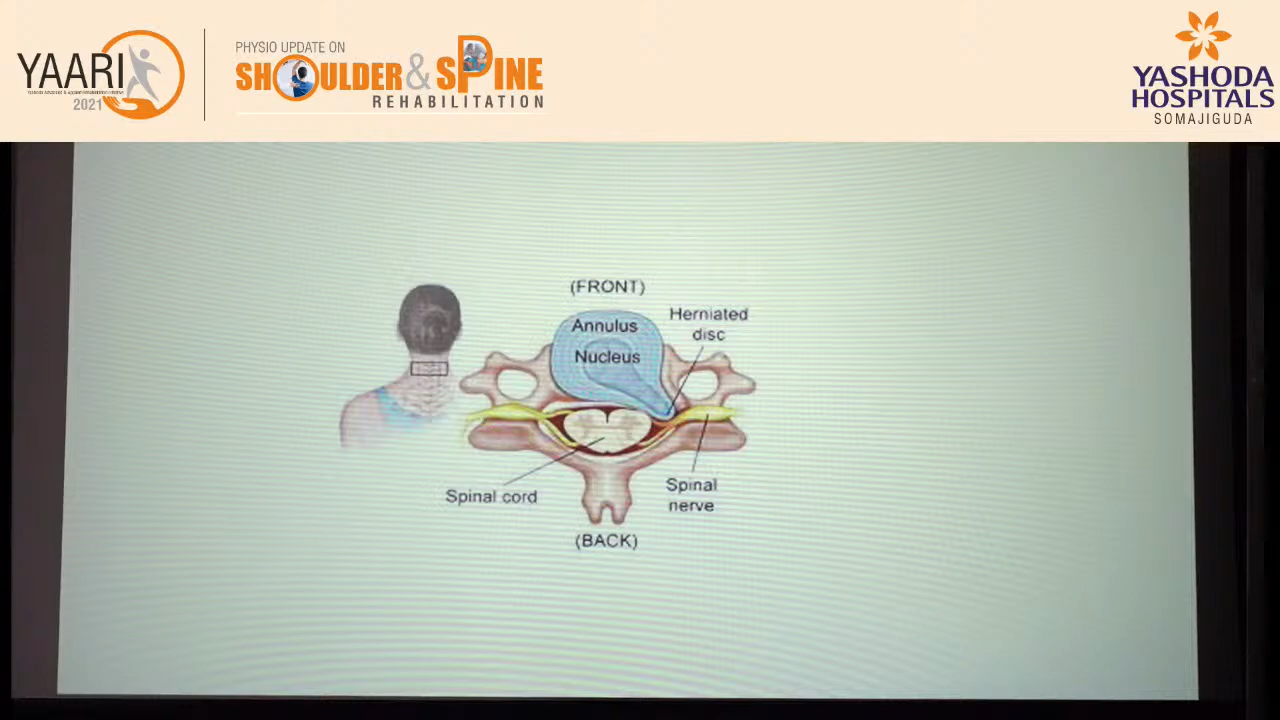 YAARI
2021
PHYSIO UPDATE ON
SHOULDER & SPINE
REHABILITATION
YASHODA
HOSPITALS
SOMAJIGUDA
(FRONT)
Herniated
disc
Annulus
Nucleus
Spinal cord
Spinal
nerve
(BACK)